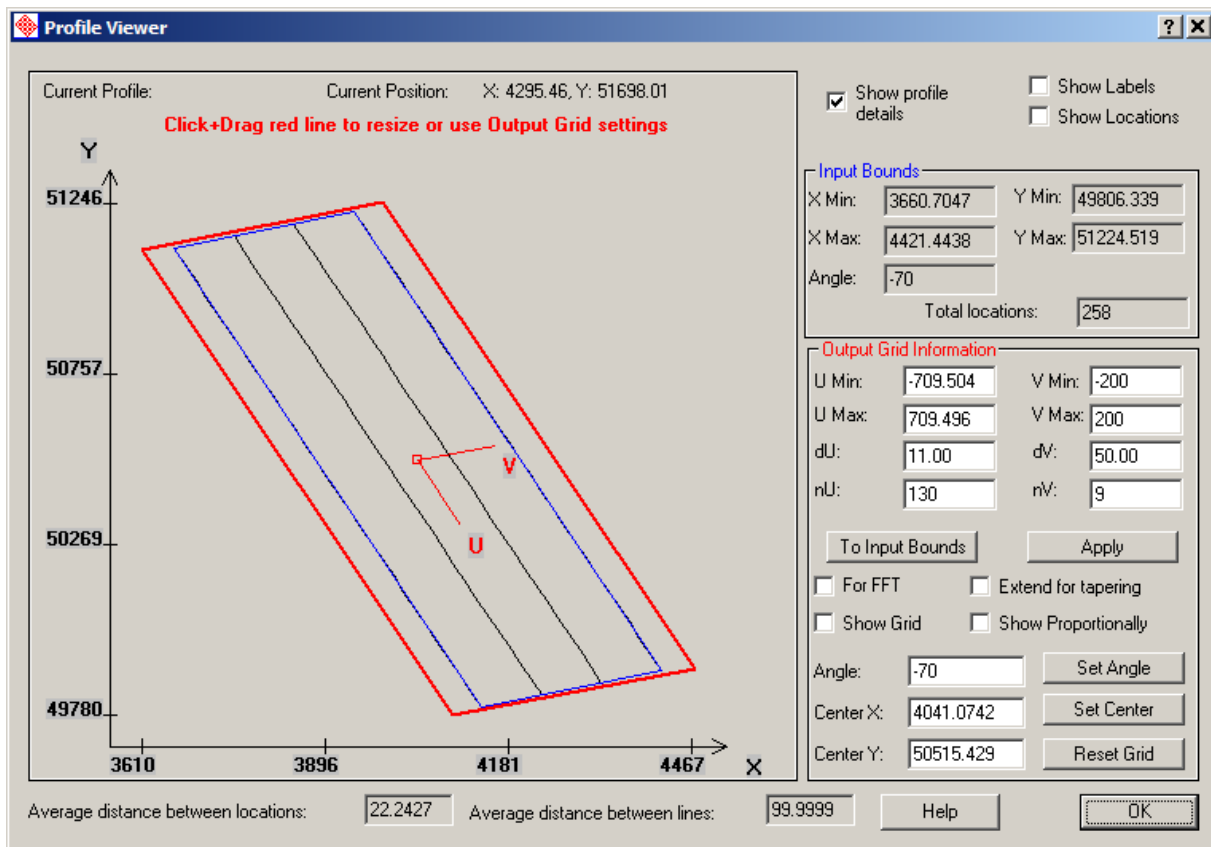 Profile Viewer
Current Profile: Current Position: X: 4295.46, Y: 51698.01
Click+Drag red line to resize or use Output Grid settings
Y
51246
50757
50269
49780
3610 3896 4181 4467 X
V
U
Show profile details
Show Labels
Show Locations
Input Bounds
X Min: 3660.7047 Y Min: 49806.339
X Max: 4421.4438 Y Max: 51224.519
Angle: -70
Total locations: 258
Output Grid Information
U Min: -709.504 V Min: -200
U Max: 709.496 V Max: 200
dU: 11.00 dV: 50.00
nU: 130 nV: 9
To Input Bounds Apply
For FFT Extend for tapering
Show Grid Show Proportionally
Angle: -70 Set Angle
Center X: 4041.0742 Set Center
Center Y: 50515.429 Reset Grid
Average distance between locations: 22.2427 Average distance between lines: 99.9999 Help OK